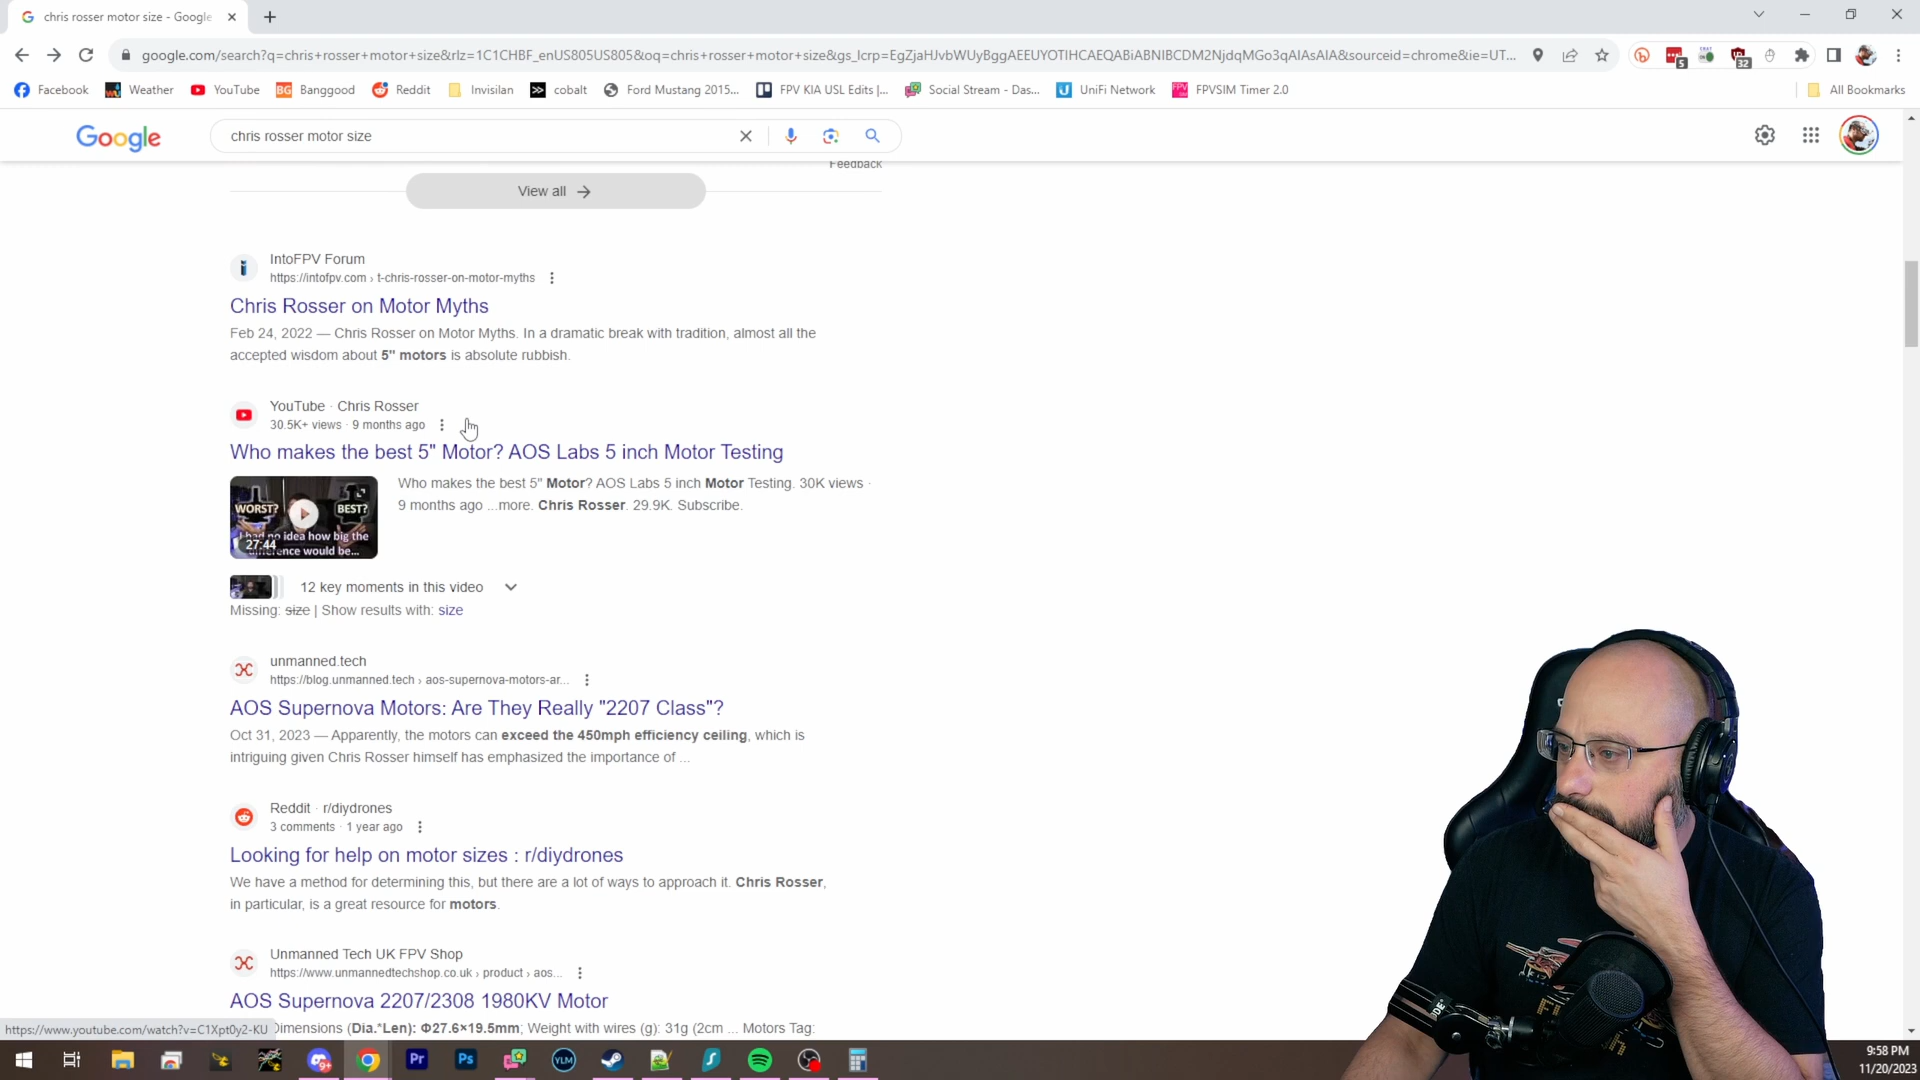 chris rosser motor size - Google
google.com/search?q=chris+rosser+motor+size&rlz=1C1CHBF_enUS805US805&oq=chris+rosser+motor+size&gs_lcrp=EgZjaHJvbWUyBggAEEUYOTIHCAEQABiABNIBCDM2NjdqMGo3qAIAsAIA&sourceid=chrome&ie=UT...
5
32
Facebook Weather YouTube BG Banggood Reddit Invisilan cobalt Ford Mustang 2015... FPV KIA USL Edits |... Social Stream - Das... UniFi Network FPVSIM Timer 2.0 All Bookmarks
Google chris rosser motor size
Feedback
View all →
IntoFPV Forum
https://intofpv.com › t-chris-rosser-on-motor-myths
Chris Rosser on Motor Myths
Feb 24, 2022 — Chris Rosser on Motor Myths. In a dramatic break with tradition, almost all the
accepted wisdom about 5" motors is absolute rubbish.
YouTube · Chris Rosser
30.5K+ views · 9 months ago
Who makes the best 5" Motor? AOS Labs 5 inch Motor Testing
WORST? BEST?
27:44
Who makes the best 5" Motor? AOS Labs 5 inch Motor Testing. 30K views ·
9 months ago ...more. Chris Rosser. 29.9K. Subscribe.
12 key moments in this video
Missing: size | Show results with: size
unmanned.tech
https://blog.unmanned.tech › aos-supernova-motors-ar...
AOS Supernova Motors: Are They Really "2207 Class"?
Oct 31, 2023 — Apparently, the motors can exceed the 450mph efficiency ceiling, which is
intriguing given Chris Rosser himself has emphasized the importance of ...
Reddit · r/diydrones
3 comments · 1 year ago
Looking for help on motor sizes : r/diydrones
We have a method for determining this, but there are a lot of ways to approach it. Chris Rosser,
in particular, is a great resource for motors.
Unmanned Tech UK FPV Shop
https://www.unmannedtechshop.co.uk › product › aos...
AOS Supernova 2207/2308 1980KV Motor
Dimensions (Dia.*Len): Φ27.6×19.5mm; Weight with wires (g): 31g (2cm ... Motors Tag:
https://www.youtube.com/watch?v=C1Xpt0y2-KU
Pr Ps YLM
9:58 PM
11/20/2023